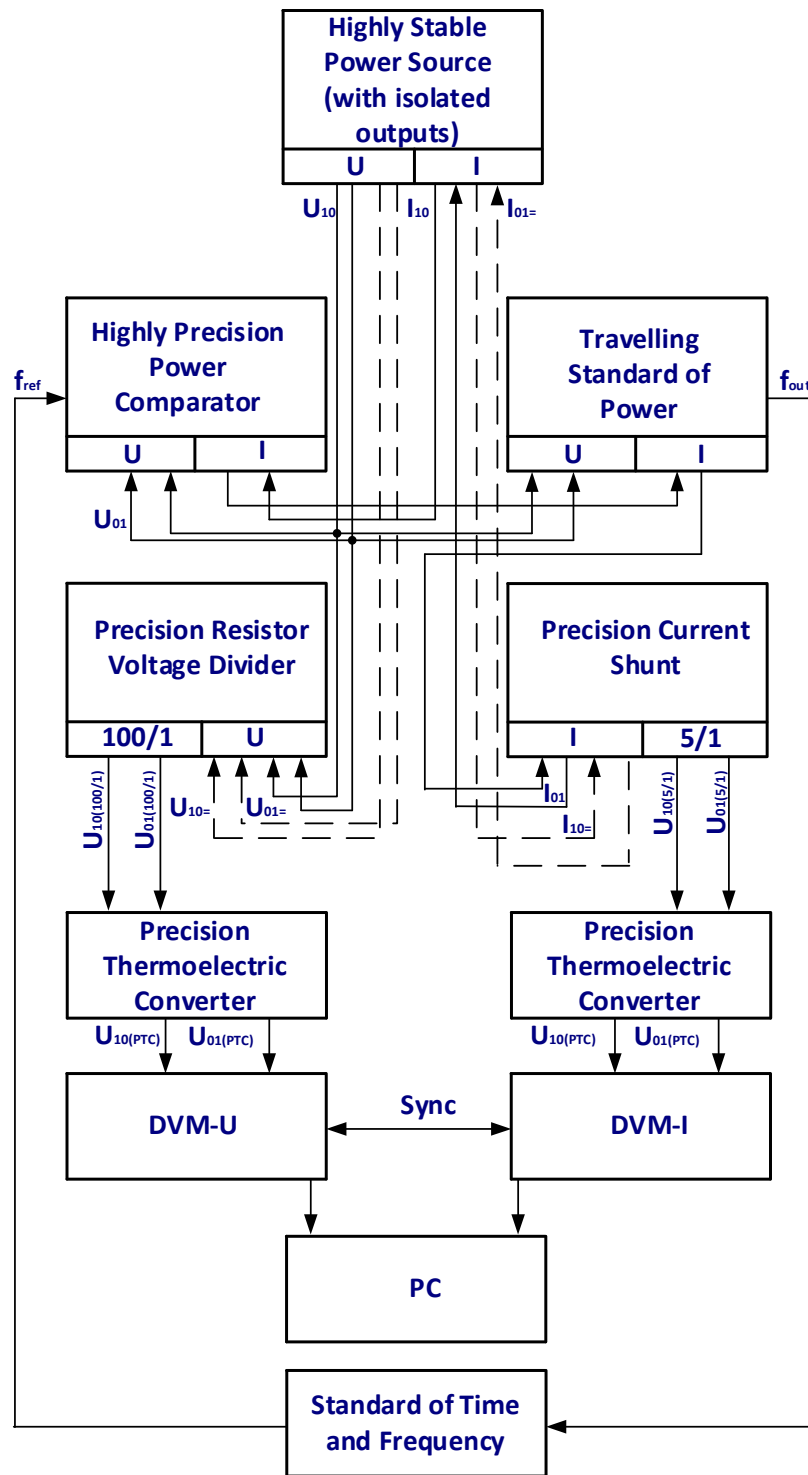 Highly Stable
Power Source
(with isolated
outputs)
U I
U10 I10 I01=
Highly Precision
Power
Comparator
U I
Travelling
Standard of
Power
U I
fref
fout
U01
Precision Resistor
Voltage Divider
100/1 U
Precision Current
Shunt
I 5/1
U10(100/1)
U01(100/1)
U10=
U01=
I01
I10=
U10(5/1)
U01(5/1)
Precision
Thermoelectric
Converter
Precision
Thermoelectric
Converter
U10(PTC) U01(PTC)
U10(PTC) U01(PTC)
DVM-U
Sync
DVM-I
PC
Standard of Time
and Frequency